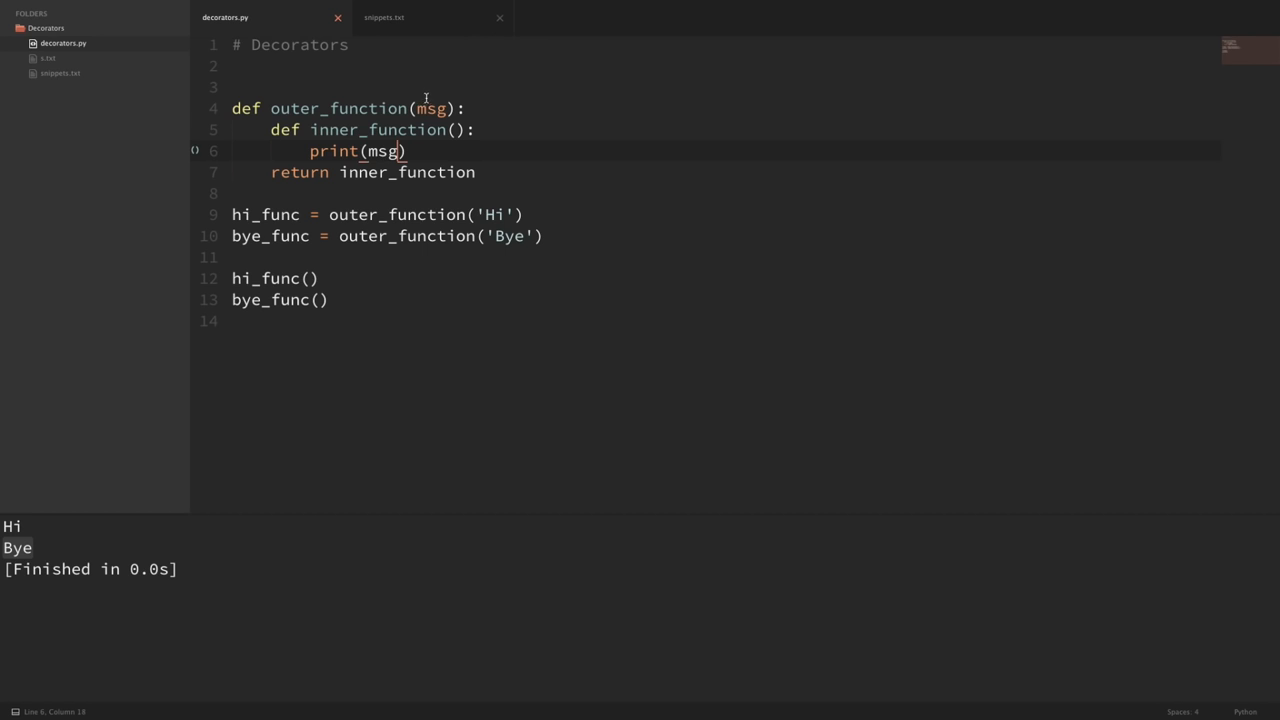 FOLDERS
Decorators
decorators.py
s.txt
snippets.txt
decorators.py
snippets.txt
1 # Decorators
2
3
4 def outer_function(msg):
5     def inner_function():
6         print(msg)
7     return inner_function
8
9 hi_func = outer_function('Hi')
10 bye_func = outer_function('Bye')
11
12 hi_func()
13 bye_func()
14
Hi
Bye
[Finished in 0.0s]
Line 6, Column 18
Spaces: 4
Python